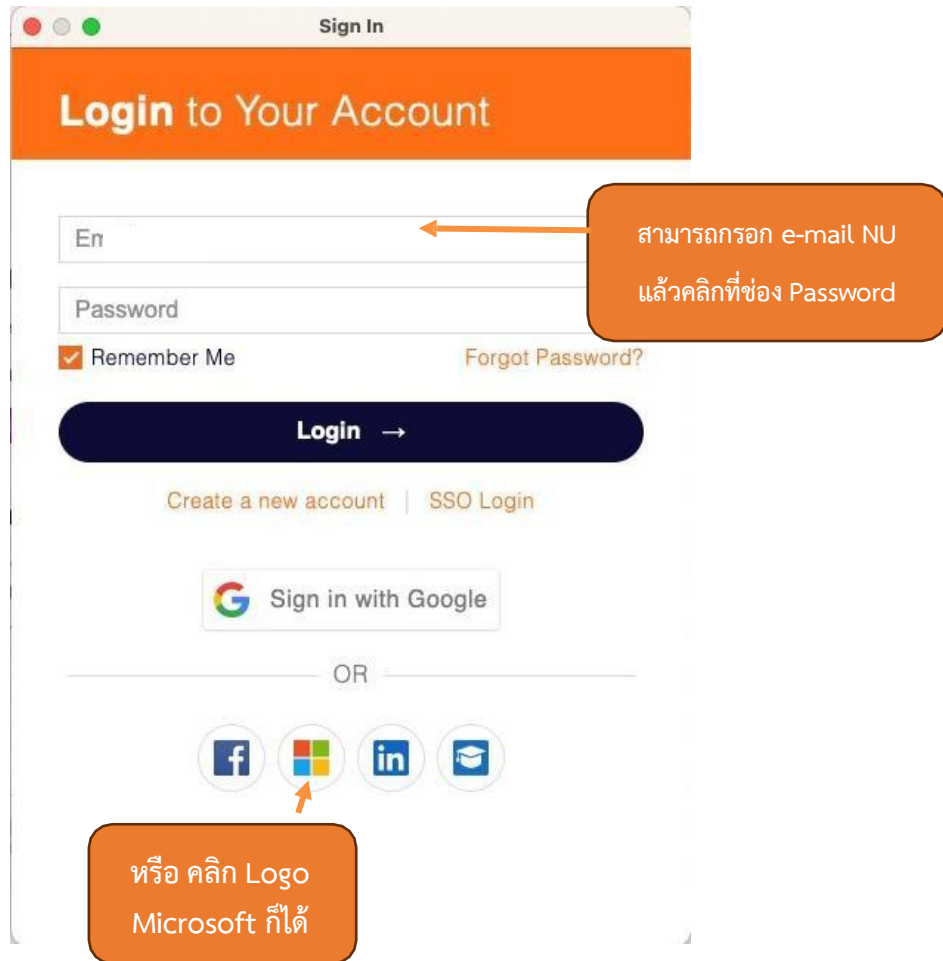 Sign In
Login to Your Account
Em
สามารถกรอก e-mail NU
แล้วคลิกที่ช่อง Password
Password
Remember Me
Forgot Password?
Login →
Create a new account | SSO Login
Sign in with Google
OR
หรือ คลิก Logo
Microsoft ก็ได้